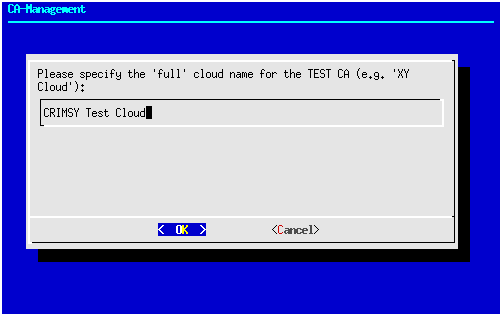 CA-Management
Please specify the 'full' cloud name for the TEST CA (e.g. 'XY
Cloud'):
CRIMSY Test Cloud
< OK > <Cancel>